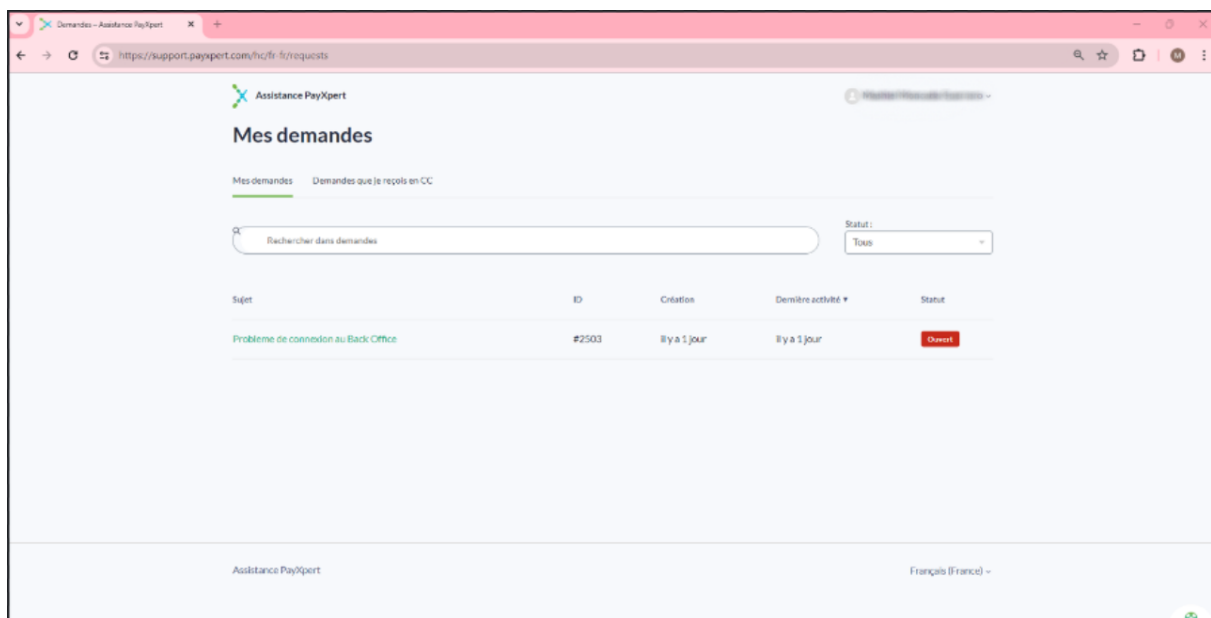 Demandes – Assistance PayXpert
https://support.payxpert.com/hc/fr-fr/requests
M
Assistance PayXpert
Mes demandes
Mes demandes Demandes que je reçois en CC
Statut :
Rechercher dans demandes Tous
Sujet ID Création Dernière activité ▼ Statut
Probleme de connexion au Back Office #2503 Il y a 1 jour Il y a 1 jour Ouvert
Assistance PayXpert Français (France)